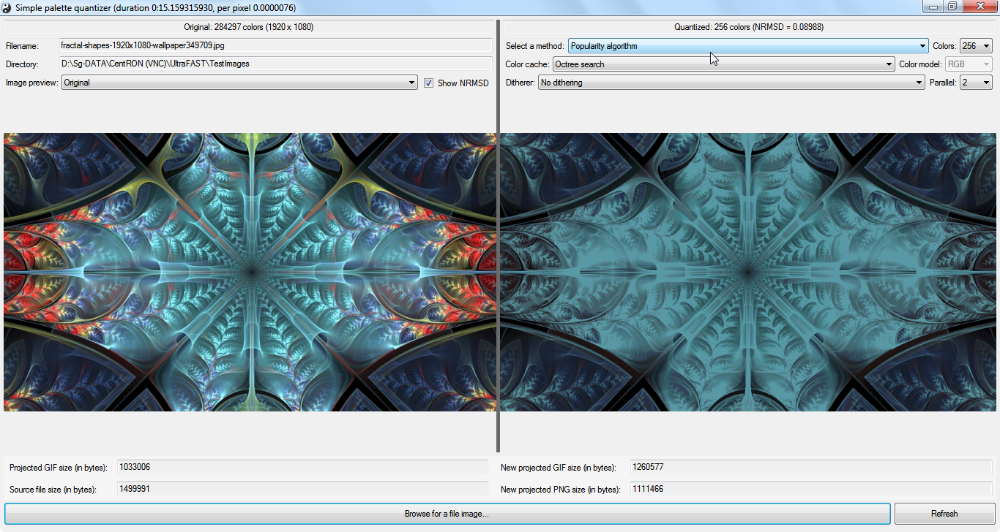 Simple palette quantizer (duration 0:15.159315930, per pixel 0.0000076)
Original: 284297 colors (1920 x 1080)
Filename: fractal-shapes-1920x1080-wallpaper349709.jpg
Directory: D:\Sg-DATA\CentRON (VNC)\UltraFAST\TestImages
Image preview: Original Show NRMSD
Quantized: 256 colors (NRMSD = 0.08988)
Select a method: Popularity algorithm Colors: 256
Color cache: Octree search Color model: RGB
Ditherer: No dithering Parallel: 2
Projected GIF size (in bytes): 1033006
Source file size (in bytes): 1499991
New projected GIF size (in bytes): 1260577
New projected PNG size (in bytes): 1111466
Browse for a file image... Refresh